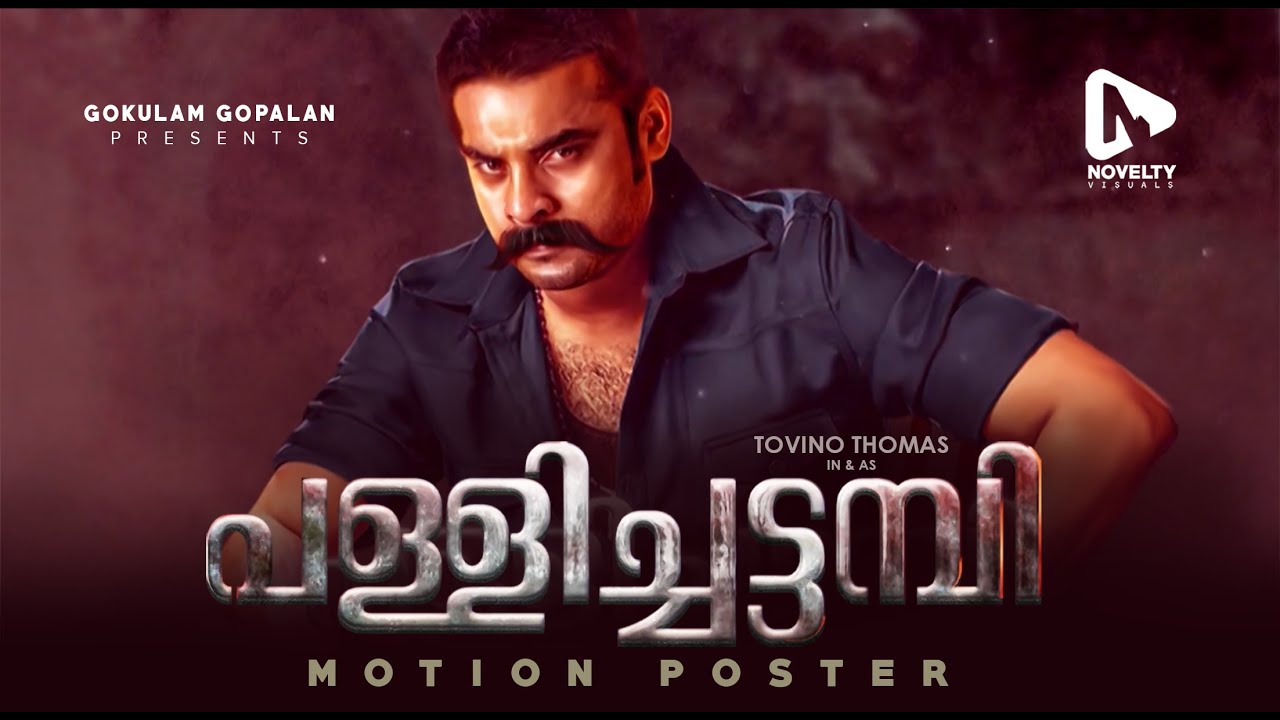 GOKULAM GOPALAN
PRESENTS
NOVELTY
VISUALS
TOVINO THOMAS
IN & AS
പള്ളിച്ചട്ടമ്പി
MOTION POSTER